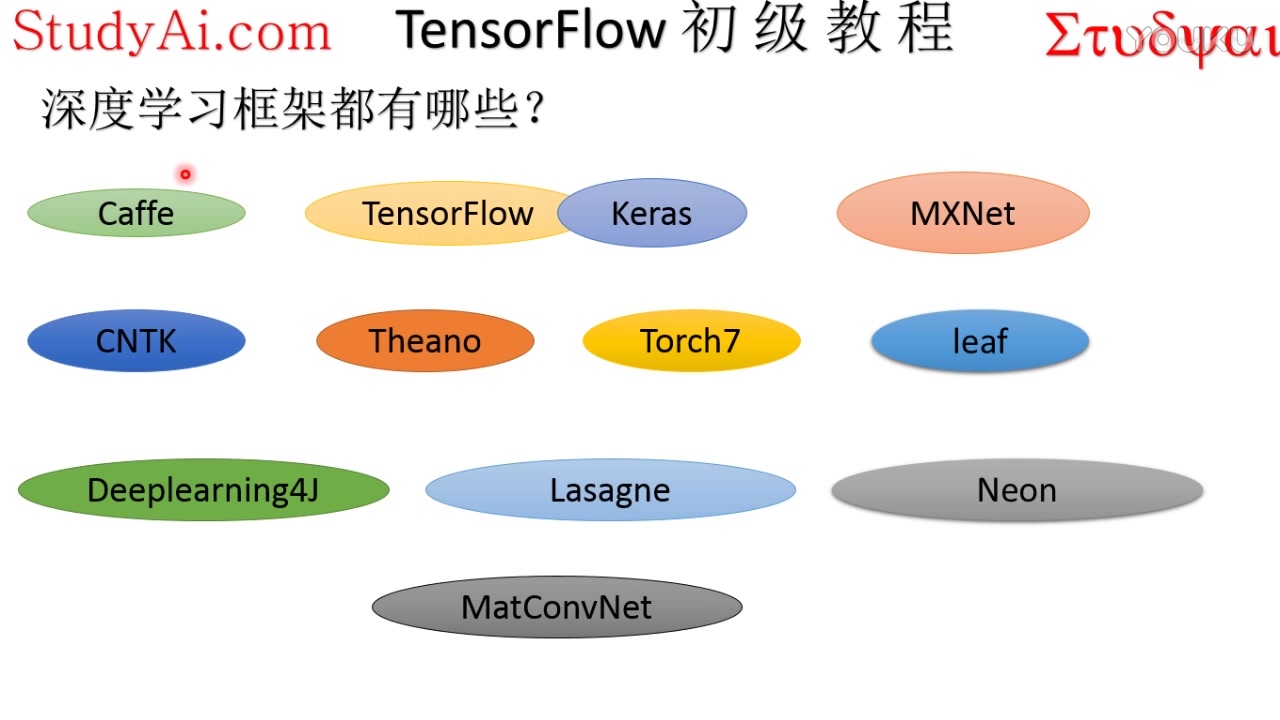 StudyAi.com TensorFlow 初级教程 Στυδψαι
YOUKU
深度学习框架都有哪些?
Caffe TensorFlow Keras MXNet
CNTK Theano Torch7 leaf
Deeplearning4J Lasagne Neon
MatConvNet